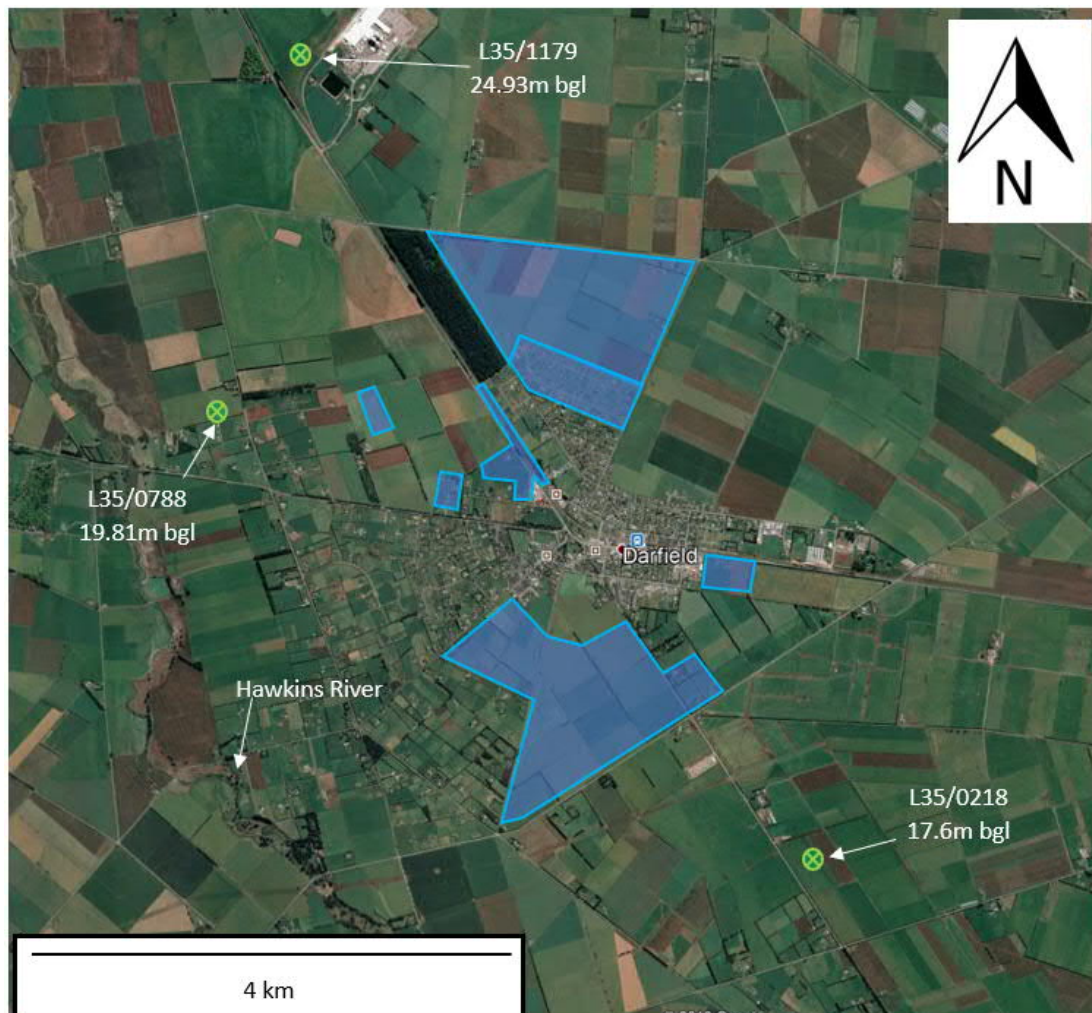 L35/1179
24.93m bgl
N
L35/0788
19.81m bgl
Darfield
Hawkins River
L35/0218
17.6m bgl
4 km